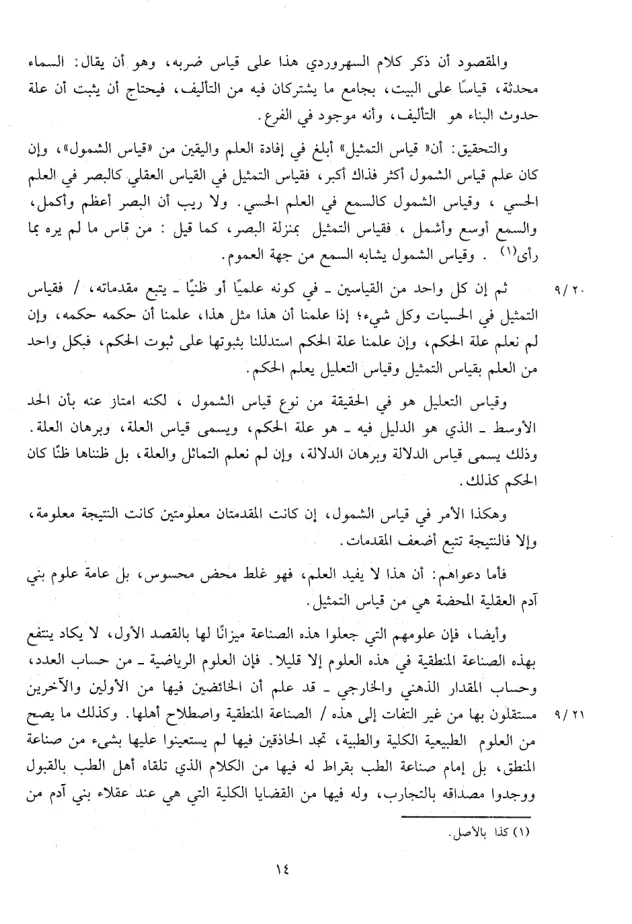 والمقصود أن ذكر كلام السهروردي هذا على قياس ضربه، وهو أن يقال: السماء
محدثة، قياسًا على البيت، بجامع ما يشتركان فيه من التأليف، فيحتاج أن يثبت أن علة
حدوث البناء هو التأليف، وأنه موجود في الفرع.
والتحقيق: أن« قياس التمثيل» أبلغ في إفادة العلم واليقين من «قياس الشمول»، وإن
كان علم قياس الشمول أكثر فذاك أكبر، فقياس التمثيل في القياس العقلي كالبصر في العلم
الحسي ، وقياس الشمول كالسمع في العلم الحسي. ولا ريب أن البصر أعظم وأكمل،
والسمع أوسع وأشمل ، فقياس التمثيل بمنزلة البصر، كما قيل : من قاس ما لم يره بما
رأى(١) . وقياس الشمول يشابه السمع من جهة العموم.
٩/٢٠ ثم إن كل واحد من القياسين ــ في كونه علميًا أو ظنيًا ــ يتبع مقدماته، / فقياس
التمثيل في الحسيات وكل شيء؛ إذا علمنا أن هذا مثل هذا، علمنا أن حكمه حكمه، وإن
لم نعلم علة الحكم، وإن علمنا علة الحكم استدللنا بثبوتها على ثبوت الحكم، فبكل واحد
من العلم بقياس التمثيل وقياس التعليل يعلم الحكم.
وقياس التعليل هو في الحقيقة من نوع قياس الشمول ، لكنه امتاز عنه بأن الحد
الأوسط ــ الذي هو الدليل فيه ــ هو علة الحكم، ويسمى قياس العلة، وبرهان العلة.
وذلك يسمى قياس الدلالة وبرهان الدلالة، وإن لم نعلم التماثل والعلة، بل ظنناها ظنًا كان
الحكم كذلك.
وهكذا الأمر في قياس الشمول، إن كانت المقدمتان معلومتين كانت النتيجة معلومة،
وإلا فالنتيجة تتبع أضعف المقدمات.
فأما دعواهم: أن هذا لا يفيد العلم، فهو غلط محض محسوس، بل عامة علوم بني
آدم العقلية المحضة هي من قياس التمثيل.
وأيضا، فإن علومهم التي جعلوا هذه الصناعة ميزانًا لها بالقصد الأول، لا يكاد ينتفع
بهذه الصناعة المنطقية في هذه العلوم إلا قليلا. فإن العلوم الرياضية ــ من حساب العدد،
وحساب المقدار الذهني والخارجي ــ قد علم أن الخائضين فيها من الأولين والآخرين
٩/٢١ مستقلون بها من غير التفات إلى هذه / الصناعة المنطقية واصطلاح أهلها. وكذلك ما يصح
من العلوم الطبيعية الكلية والطبية، تجد الحاذقين فيها لم يستعينوا عليها بشىء من صناعة
المنطق، بل إمام صناعة الطب بقراط له فيها من الكلام الذي تلقاه أهل الطب بالقبول
ووجدوا مصداقه بالتجارب، وله فيها من القضايا الكلية التي هي عند عقلاء بني آدم من
(١) كذا بالأصل.
١٤